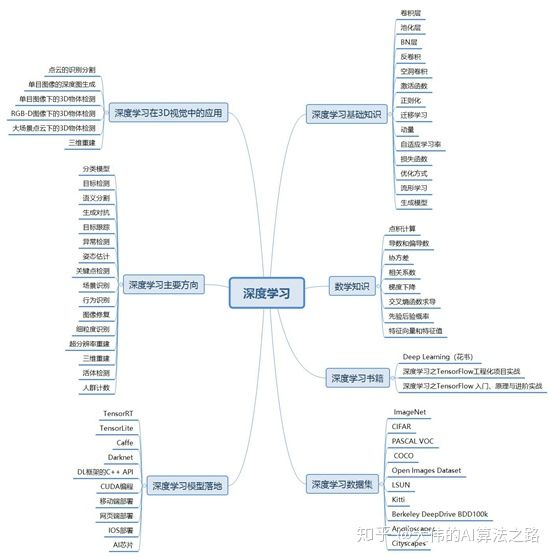 深度学习
深度学习在3D视觉中的应用
点云的识别分割
单目图像的深度图生成
单目图像下的3D物体检测
RGB-D图像下的3D物体检测
大场景点云下的3D物体检测
三维重建
深度学习主要方向
分类模型
目标检测
语义分割
生成对抗
目标跟踪
异常检测
姿态估计
关键点检测
场景识别
行为识别
图像修复
细粒度识别
超分辨率重建
三维重建
活体检测
人群计数
深度学习模型落地
TensorRT
TensorLite
Caffe
Darknet
DL框架的C++ API
CUDA编程
移动端部署
网页端部署
IOS部署
AI芯片
深度学习基础知识
卷积层
池化层
BN层
反卷积
空洞卷积
激活函数
正则化
迁移学习
动量
自适应学习率
损失函数
优化方式
流形学习
生成模型
数学知识
点积计算
导数和偏导数
协方差
相关系数
梯度下降
交叉熵函数求导
先验后验概率
特征向量和特征值
深度学习书籍
Deep Learning（花书）
深度学习之TensorFlow工程化项目实战
深度学习之TensorFlow 入门、原理与进阶实战
深度学习数据集
ImageNet
CIFAR
PASCAL VOC
COCO
Open Images Dataset
LSUN
Kitti
Berkeley DeepDrive BDD100k
Apolloscapes
Cityscapes